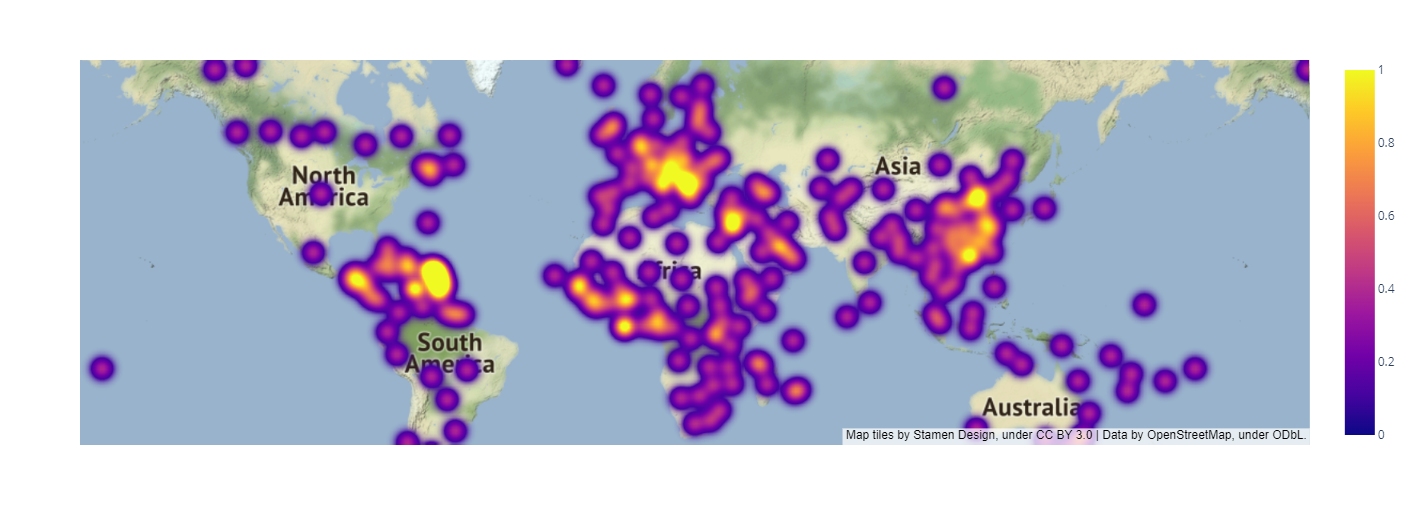 1
0.8
Asia
North
America
0.6
Africa
0.4
South
America
0.2
Australia
Map tiles by Stamen Design, under CC BY 3.0 | Data by OpenStreetMap, under ODbL.
0